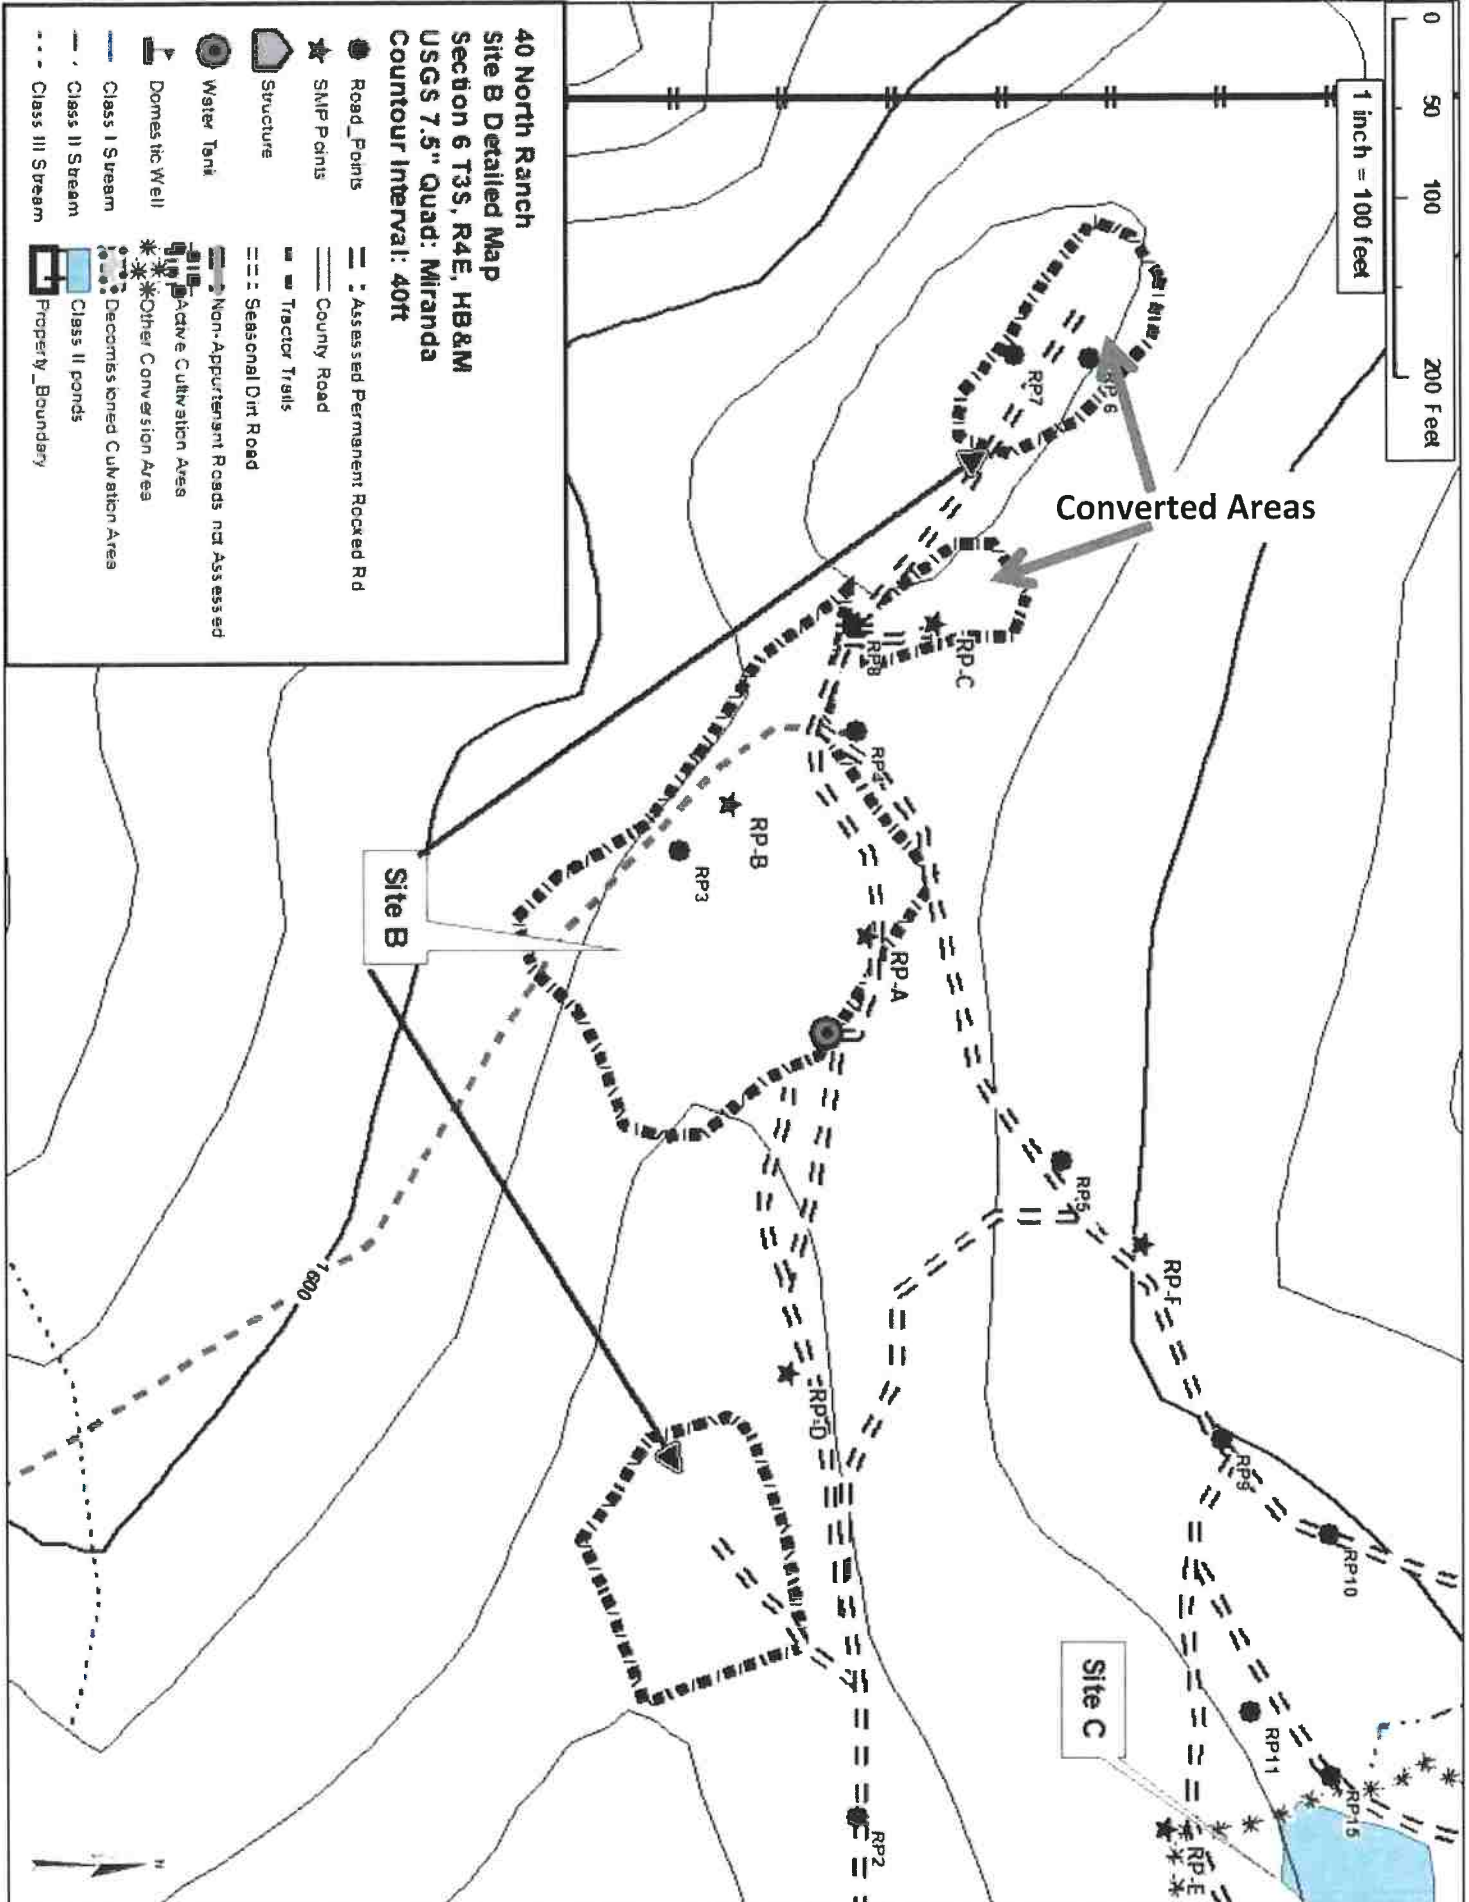 40 North Ranch
Site B Detailed Map
Section 6 T3S, R4E, HB&M
USGS 7.5" Quad: Miranda
Countour Interval: 40ft
Road_Points
SMP Points
Structure
Water Tank
Domestic Well
Class I Stream
Class II Stream
Class III Stream
Assessed Permanent Rocked Rd
County Road
Tractor Trails
Seasonal Dirt Road
Non-Appurtenant Roads not Assessed
Active Cultivation Area
Other Conversion Area
Decomissioned Culvation Area
Class II ponds
Property_Boundary
0 50 100 200 Feet
1 inch = 100 feet
Converted Areas
RP 6
RP7
RP-C
RP8
RP4
RP-B
RP3
RP-A
Site B
RP5
RP-F
1600
RP-D
RP9
RP10
Site C
RP11
RP15
RP-E
RP2
N